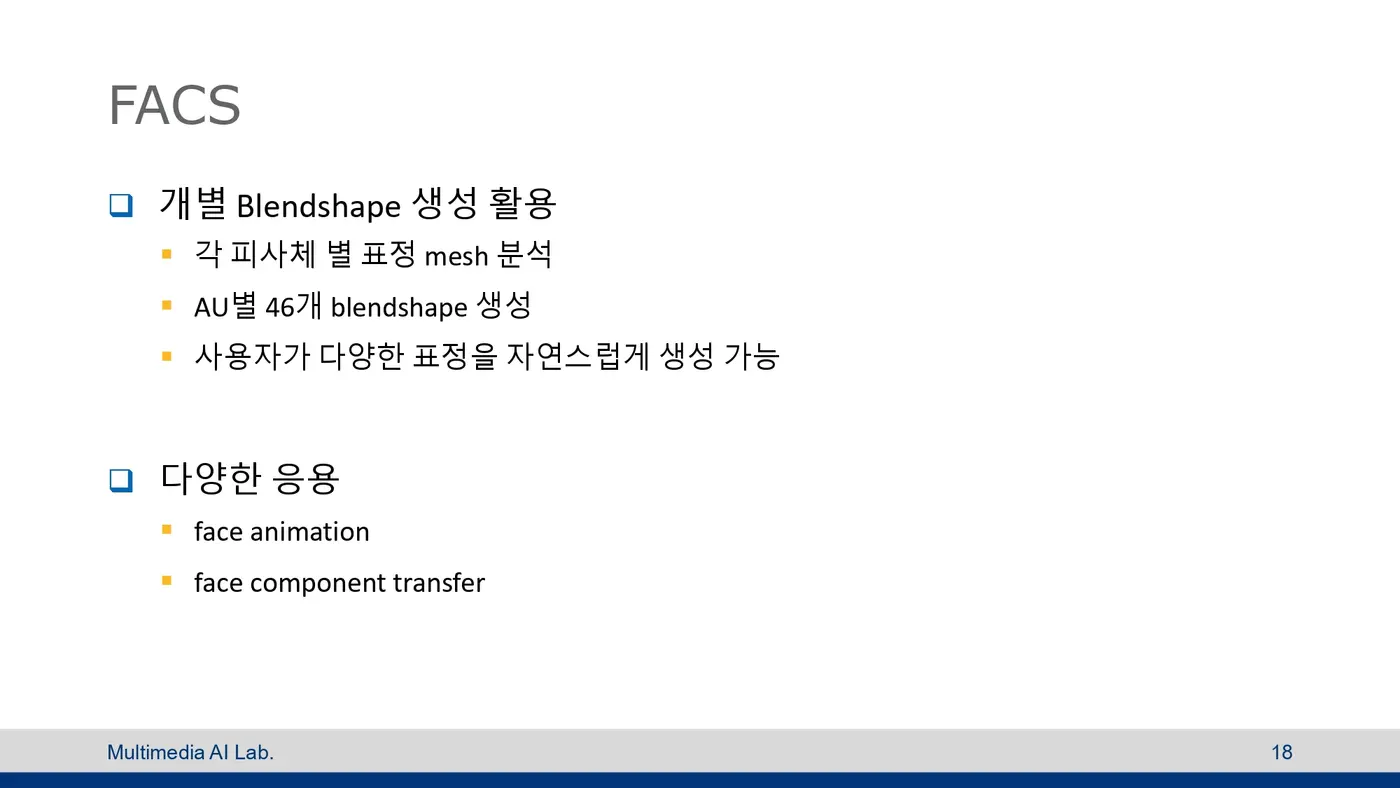 FACS
개별 Blendshape 생성 활용
각 피사체 별 표정 mesh 분석
AU별 46개 blendshape 생성
사용자가 다양한 표정을 자연스럽게 생성 가능
다양한 응용
face animation
face component transfer
Multimedia AI Lab.
18